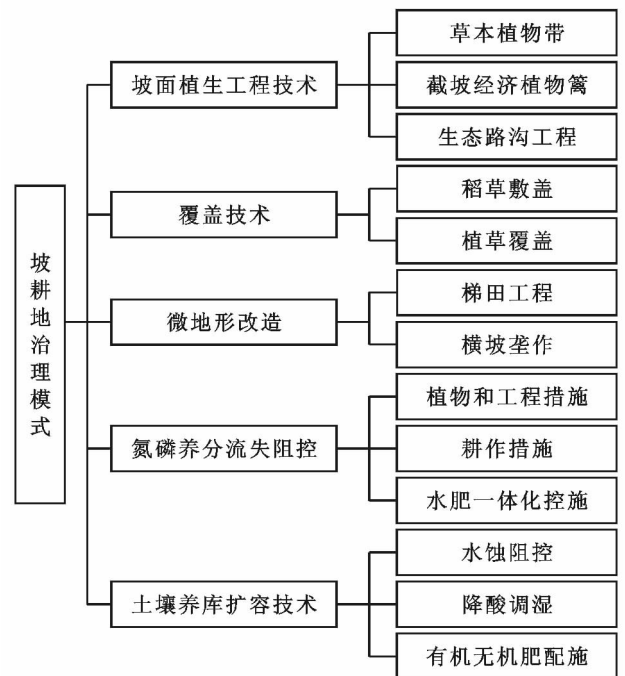 坡耕地治理模式
坡面植生工程技术
草本植物带
截坡经济植物篱
生态路沟工程
覆盖技术
稻草敷盖
植草覆盖
微地形改造
梯田工程
横坡垄作
氮磷养分流失阻控
植物和工程措施
耕作措施
水肥一体化控施
土壤养库扩容技术
水蚀阻控
降酸调湿
有机无机肥配施